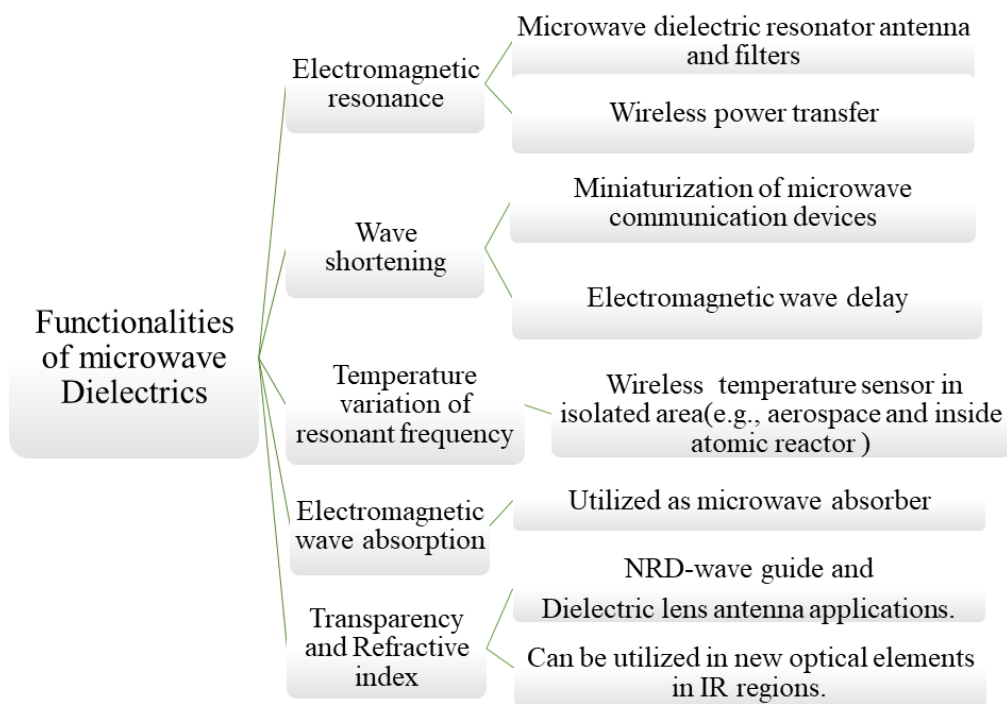 Functionalities
of microwave
Dielectrics
Electromagnetic
resonance
Microwave dielectric resonator antenna
and filters
Wireless power transfer
Wave
shortening
Miniaturization of microwave
communication devices
Electromagnetic wave delay
Temperature
variation of
resonant frequency
Wireless temperature sensor in
isolated area(e.g., aerospace and inside
atomic reactor )
Electromagnetic
wave absorption
Utilized as microwave absorber
Transparency
and Refractive
index
NRD-wave guide and
Dielectric lens antenna applications.
Can be utilized in new optical elements
in IR regions.